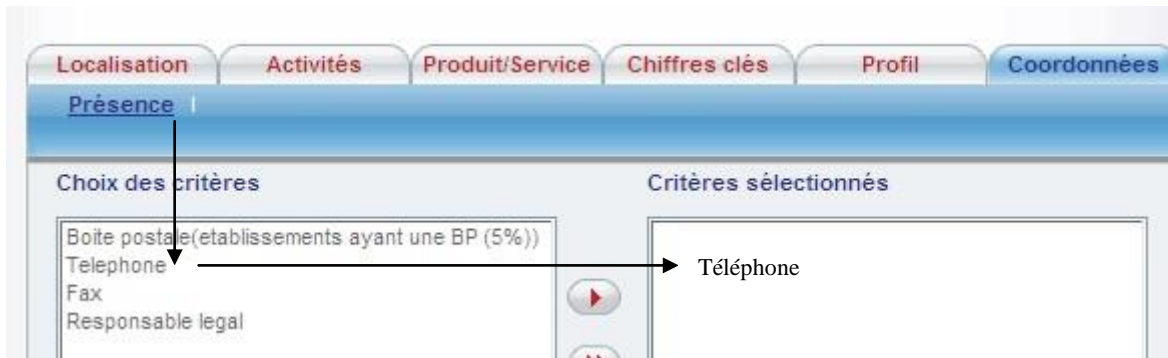 Localisation Activités Produit/Service Chiffres clés Profil Coordonnées
Présence
Choix des critères Critères sélectionnés
Boite postale(etablissements ayant une BP (5%))
Telephone Téléphone
Fax
Responsable legal